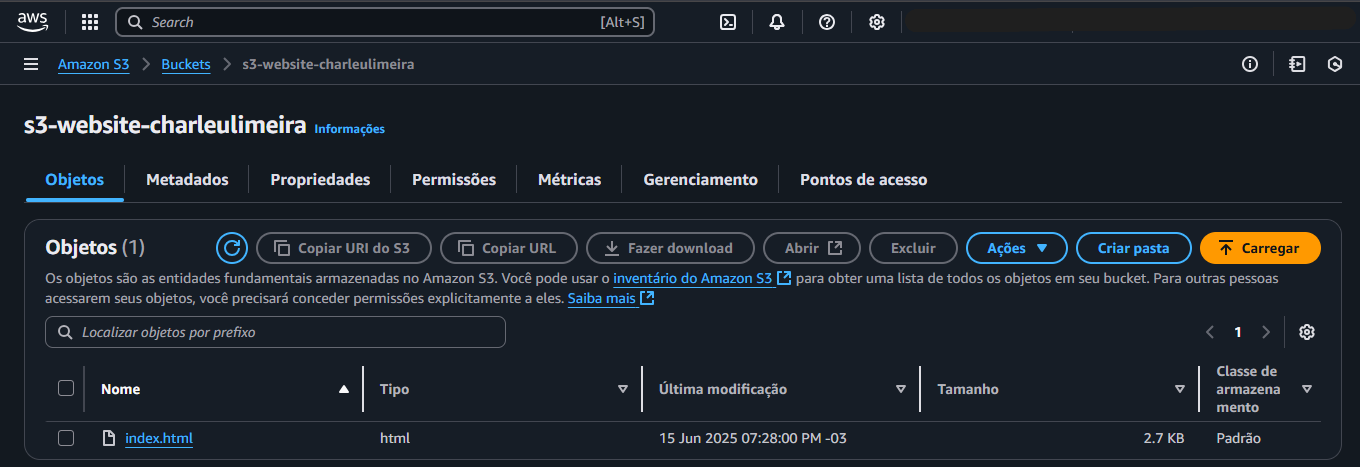 aws
Search [Alt+S]
Amazon S3 > Buckets > s3-website-charleulimeira
s3-website-charleulimeira Informações
Objetos Metadados Propriedades Permissões Métricas Gerenciamento Pontos de acesso
Objetos (1) Copiar URI do S3 Copiar URL Fazer download Abrir Excluir Ações Criar pasta Carregar
Os objetos são as entidades fundamentais armazenadas no Amazon S3. Você pode usar o inventário do Amazon S3 para obter uma lista de todos os objetos em seu bucket. Para outras pessoas
acessarem seus objetos, você precisará conceder permissões explicitamente a eles. Saiba mais
Localizar objetos por prefixo 1
Nome Tipo Última modificação Tamanho Classe de
armazena
mento
index.html html 15 Jun 2025 07:28:00 PM -03 2.7 KB Padrão